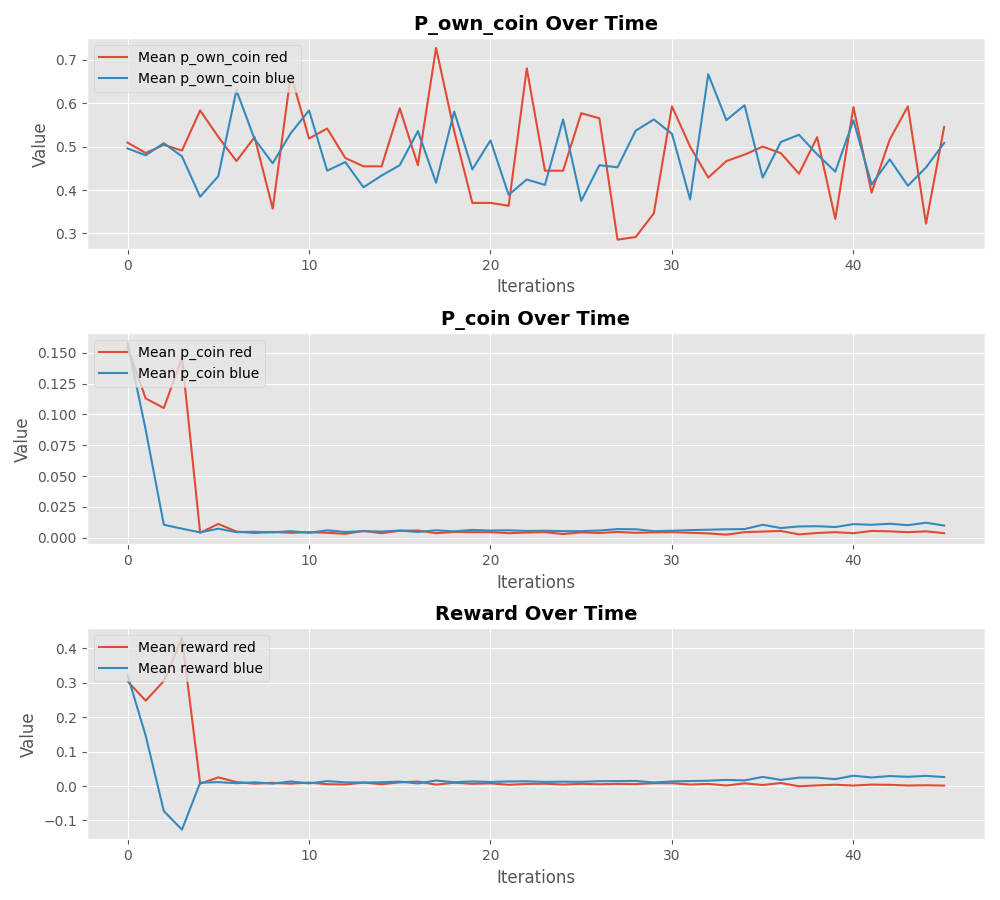 P_own_coin Over Time
Mean p_own_coin red
Mean p_own_coin blue
Value
0.7
0.6
0.5
0.4
0.3
0
10
20
30
40
Iterations
P_coin Over Time
Mean p_coin red
Mean p_coin blue
Value
0.150
0.125
0.100
0.075
0.050
0.025
0.000
0
10
20
30
40
Iterations
Reward Over Time
Mean reward red
Mean reward blue
Value
0.4
0.3
0.2
0.1
0.0
−0.1
0
10
20
30
40
Iterations